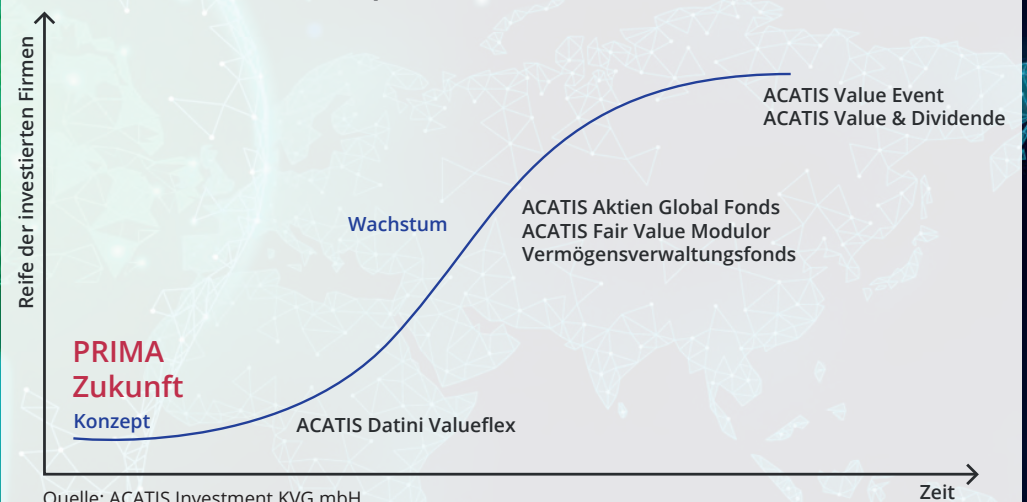 Reife der investierten Firmen
ACATIS Value Event
ACATIS Value & Dividende
Wachstum
ACATIS Aktien Global Fonds
ACATIS Fair Value Modulor
Vermögensverwaltungsfonds
PRIMA
Zukunft
Konzept
ACATIS Datini Valueflex
Zeit
Quelle: ACATIS Investment KVG mbH